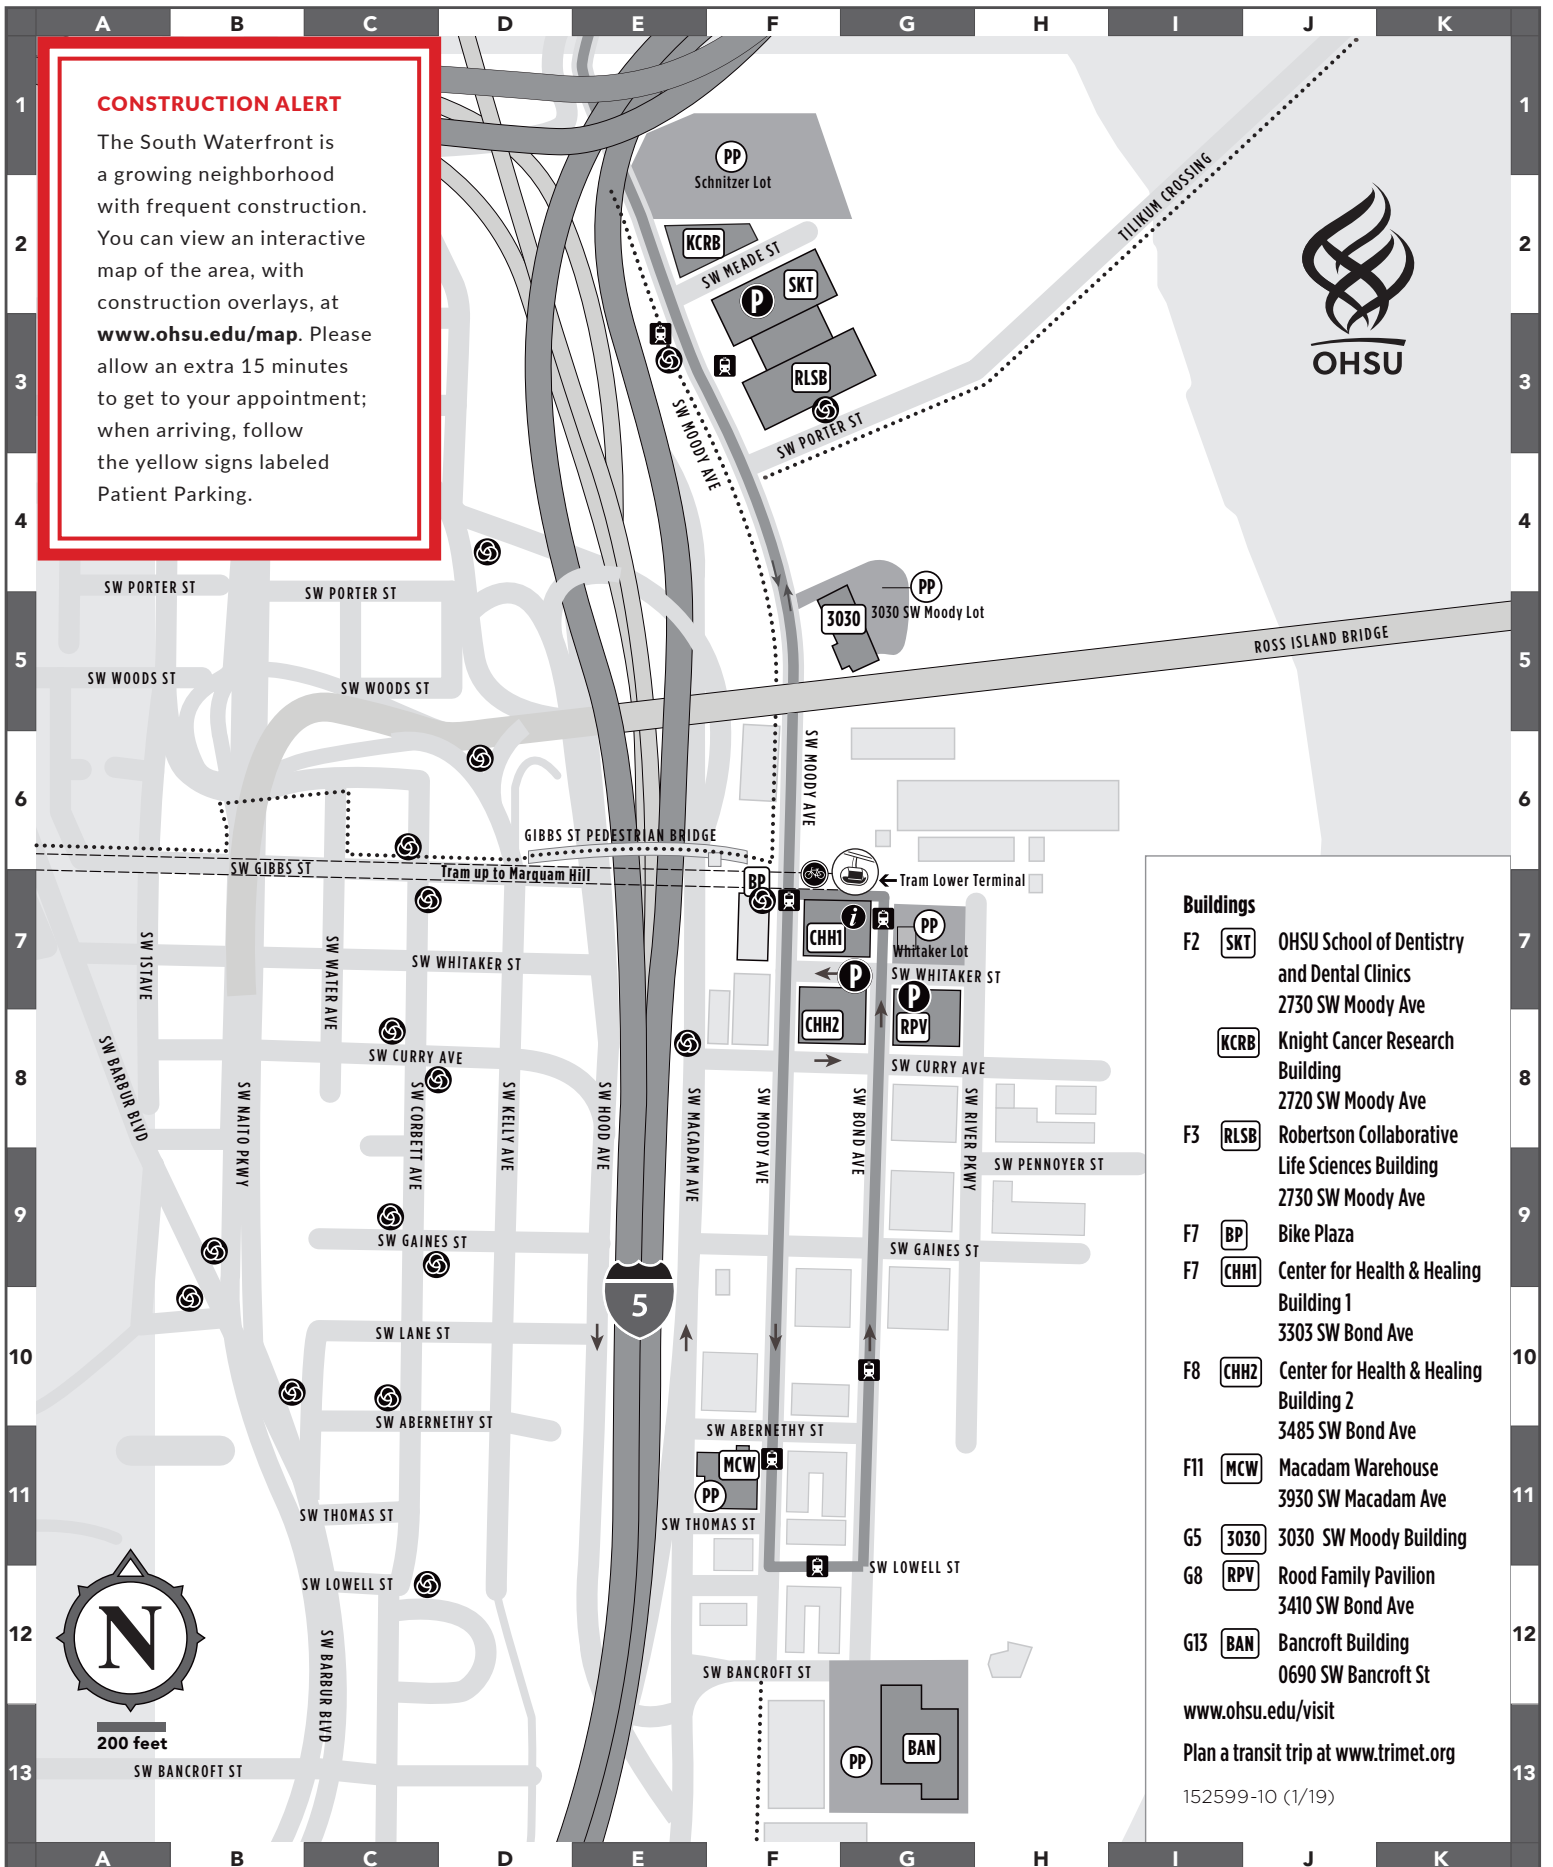 A B C D E F G H I J K
1 1
2 2
3 3
4 4
5 5
6 6
7 7
8 8
9 9
10 10
11 11
12 12
13 13
CONSTRUCTION ALERT
The South Waterfront is
a growing neighborhood
with frequent construction.
You can view an interactive
map of the area, with
construction overlays, at
www.ohsu.edu/map. Please
allow an extra 15 minutes
to get to your appointment;
when arriving, follow
the yellow signs labeled
Patient Parking.
PP
Schnitzer Lot
KCRB
SW MEADE ST
P
SKT
TILIKUM CROSSING
OHSU
RLSB
SW MOODY AVE
SW PORTER ST
SW PORTER ST
SW PORTER ST
PP
3030
3030 SW Moody Lot
ROSS ISLAND BRIDGE
SW WOODS ST
SW WOODS ST
SW MOODY AVE
GIBBS ST PEDESTRIAN BRIDGE
SW GIBBS ST
Tram up to Marquam Hill
BP
Tram Lower Terminal
i
CHH1
PP
Whitaker Lot
SW 1STAVE
SW WATER AVE
SW WHITAKER ST
SW WHITAKER ST
P
P
CHH2
RPV
SW BARBUR BLVD
SW CURRY AVE
SW CURRY AVE
SW NAITO PKWY
SW CORBETT AVE
SW KELLY AVE
SW HOOD AVE
SW MACADAM AVE
SW MOODY AVE
SW BOND AVE
SW RIVER PKWY
SW PENNOYER ST
SW GAINES ST
SW GAINES ST
5
SW LANE ST
SW ABERNETHY ST
SW ABERNETHY ST
MCW
PP
SW THOMAS ST
SW THOMAS ST
SW LOWELL ST
SW LOWELL ST
N
200 feet
SW BARBUR BLVD
SW BANCROFT ST
SW BANCROFT ST
PP
BAN
Buildings
F2 SKT OHSU School of Dentistry
and Dental Clinics
2730 SW Moody Ave
KCRB Knight Cancer Research
Building
2720 SW Moody Ave
F3 RLSB Robertson Collaborative
Life Sciences Building
2730 SW Moody Ave
F7 BP Bike Plaza
F7 CHH1 Center for Health & Healing
Building 1
3303 SW Bond Ave
F8 CHH2 Center for Health & Healing
Building 2
3485 SW Bond Ave
F11 MCW Macadam Warehouse
3930 SW Macadam Ave
G5 3030 3030 SW Moody Building
G8 RPV Rood Family Pavilion
3410 SW Bond Ave
G13 BAN Bancroft Building
0690 SW Bancroft St
www.ohsu.edu/visit
Plan a transit trip at www.trimet.org
152599-10 (1/19)
A B C D E F G H I J K